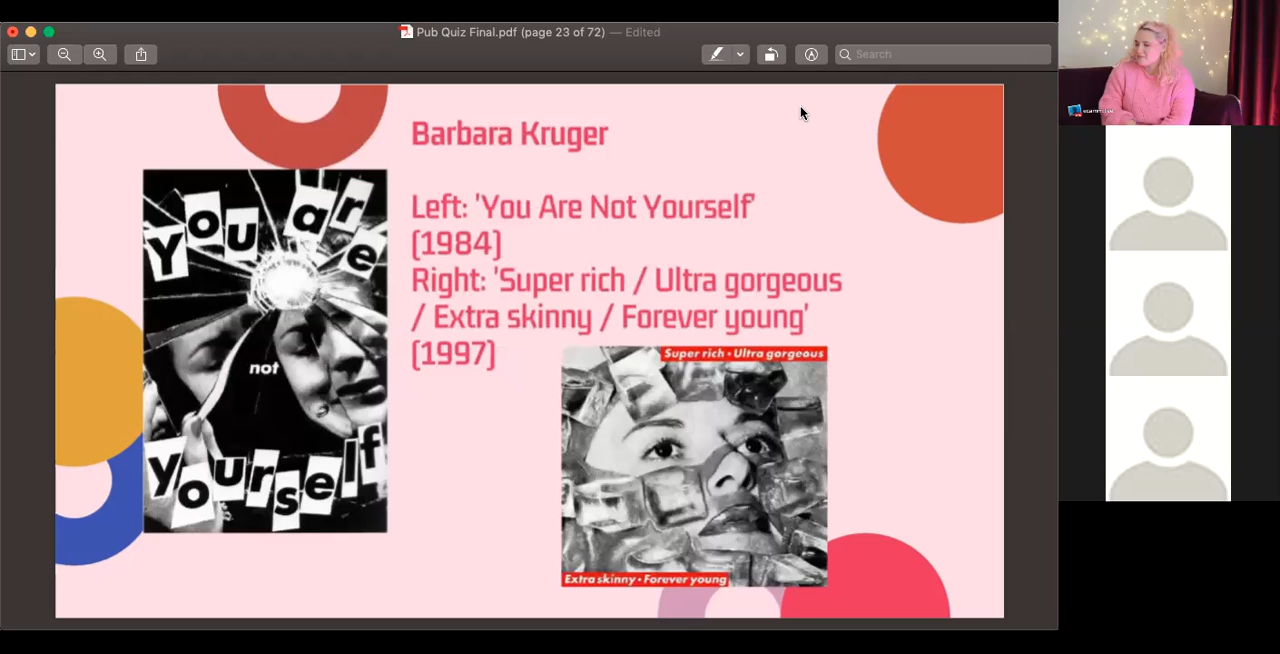 Pub Quiz Final.pdf (page 23 of 72) — Edited
Search
Barbara Kruger
Left: 'You Are Not Yourself'
(1984)
Right: 'Super rich / Ultra gorgeous
/ Extra skinny / Forever young'
(1997)
You are
not
yourself
Super rich • Ultra gorgeous
Extra skinny • Forever young